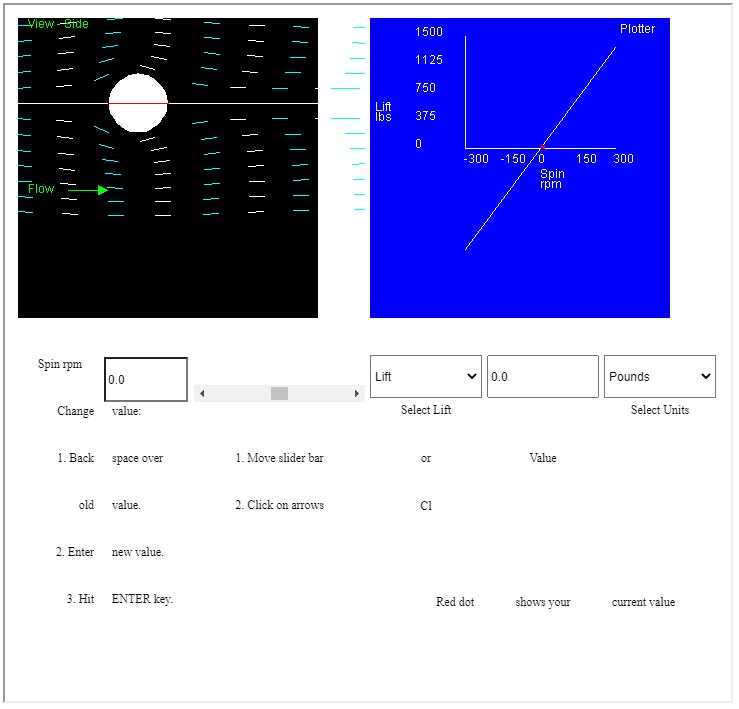 View - Side
Flow
Plotter
1500
1125
750
375
0
Lift
lbs
-300 -150 0 150 300
Spin
rpm
Spin rpm
0.0
Lift
0.0
Pounds
Change value:
Select Lift
Select Units
1. Back space over
1. Move slider bar
or
Value
old value.
2. Click on arrows
Cl
2. Enter new value.
3. Hit ENTER key.
Red dot shows your current value